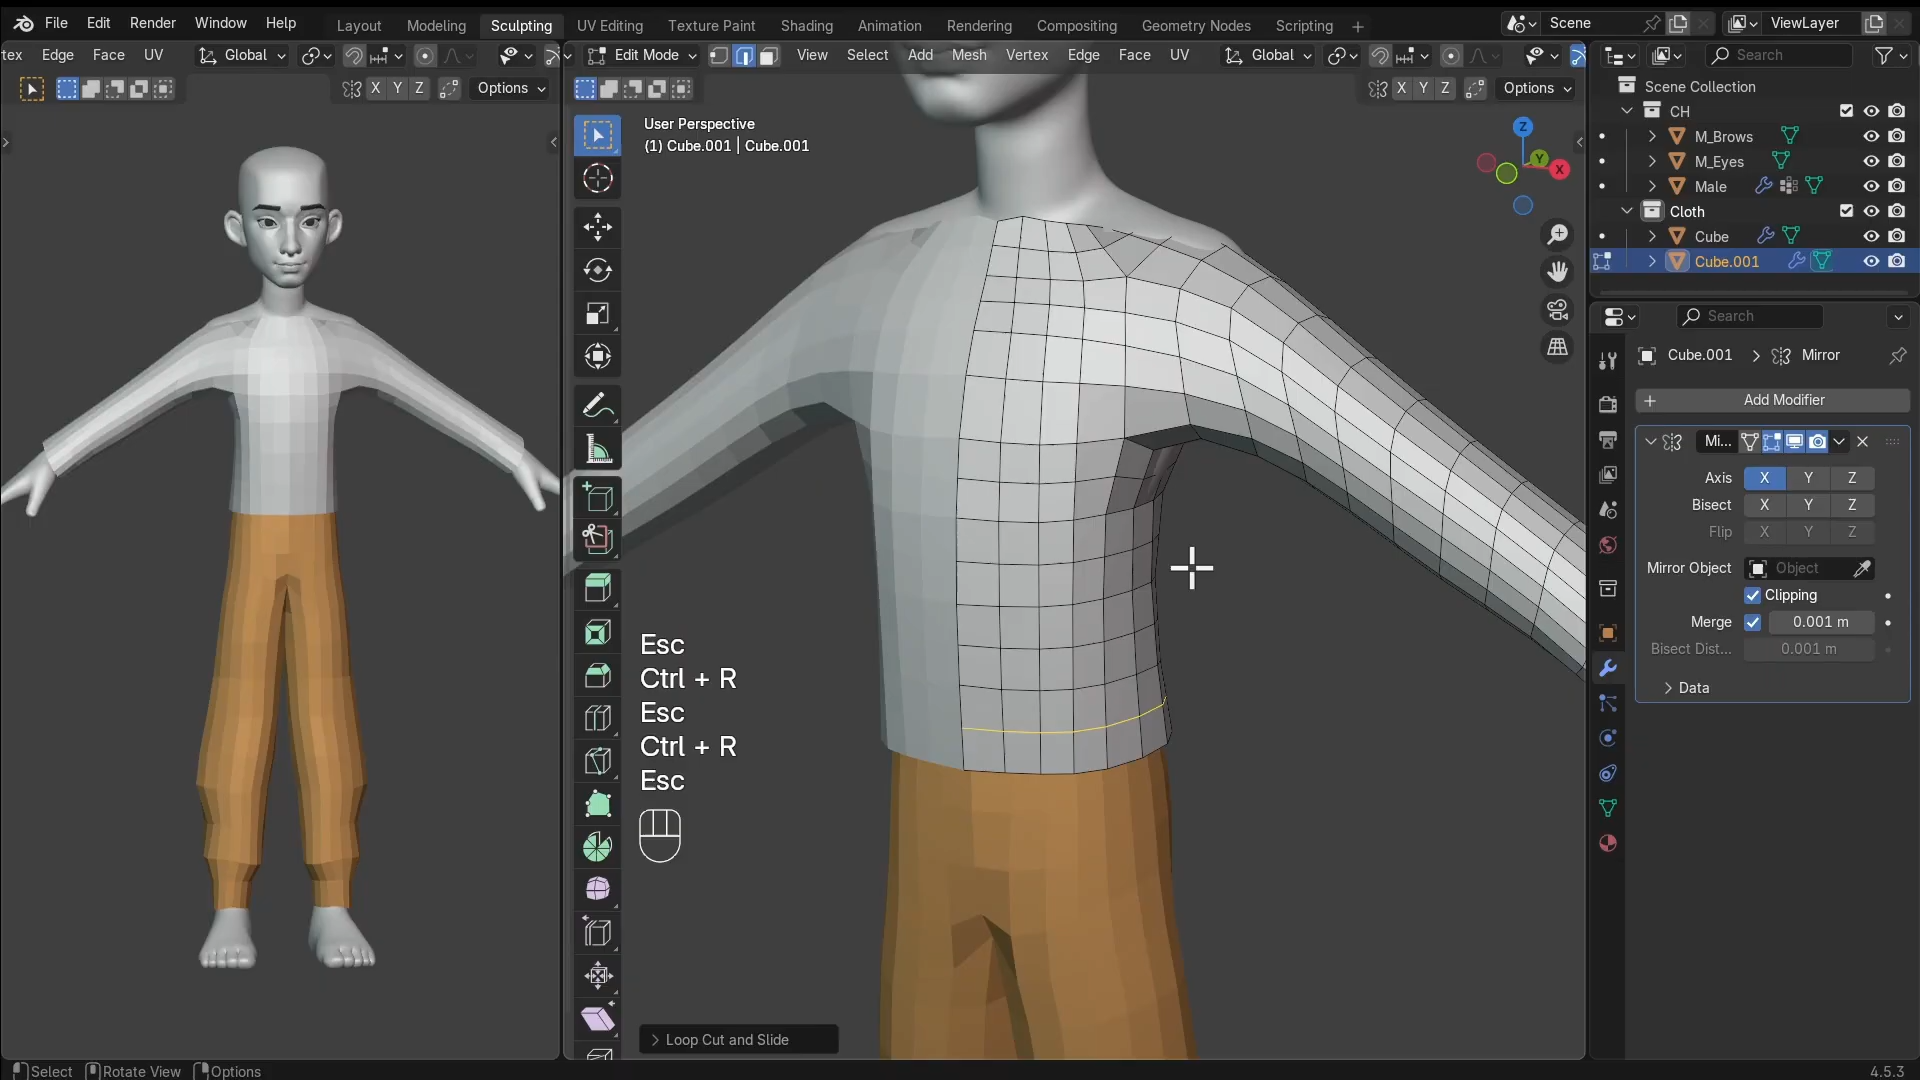 File Edit Render Window Help Layout Modeling Sculpting UV Editing Texture Paint Shading Animation Rendering Compositing Geometry Nodes Scripting + Scene ViewLayer
tex Edge Face UV Global
Edit Mode View Select Add Mesh Vertex Edge Face UV Global
Search
X Y Z Options
X Y Z Options
User Perspective
(1) Cube.001 | Cube.001
Z
Y
X
Esc
Ctrl + R
Esc
Ctrl + R
Esc
Loop Cut and Slide
Scene Collection
CH
M_Brows
M_Eyes
Male
Cloth
Cube
Cube.001
Search
Cube.001 > Mirror
+ Add Modifier
Mi...
Axis X Y Z
Bisect X Y Z
Flip X Y Z
Mirror Object Object
Clipping
Merge 0.001 m
Bisect Dist... 0.001 m
Data
Select Rotate View Options
4.5.3